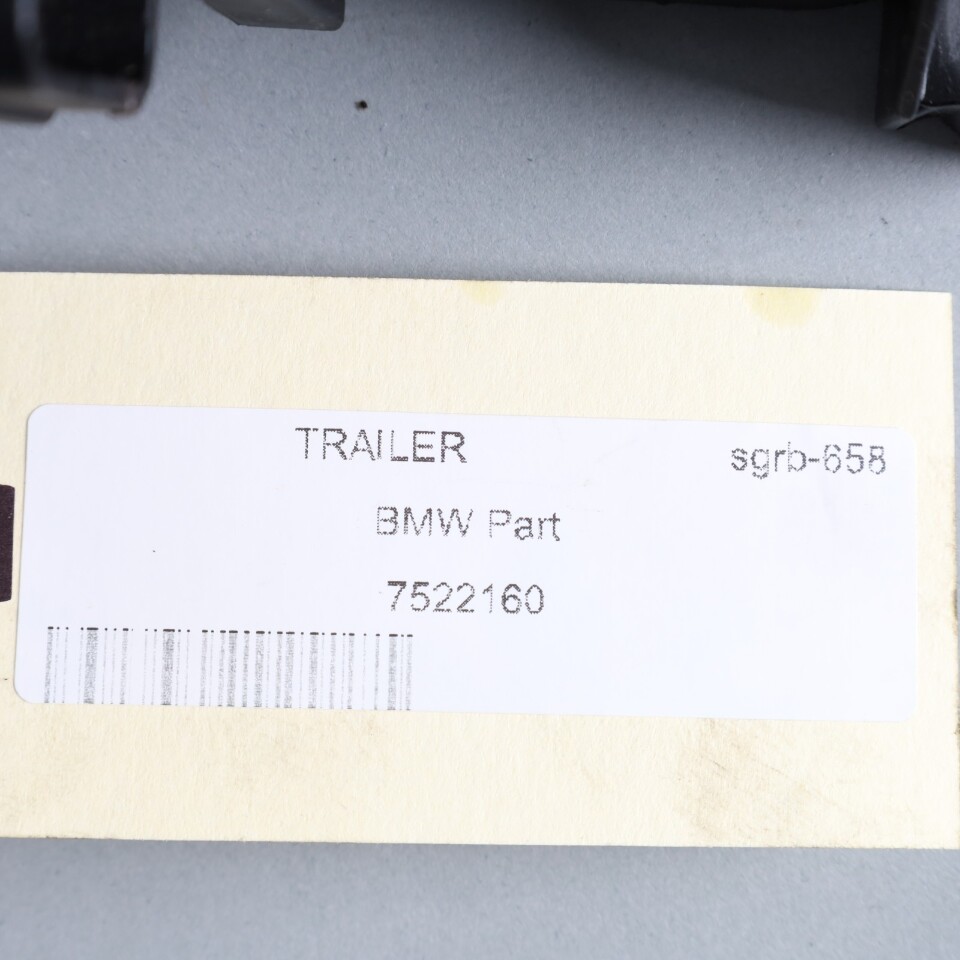 TRAILER sgrb-658
BMW Part
7522160